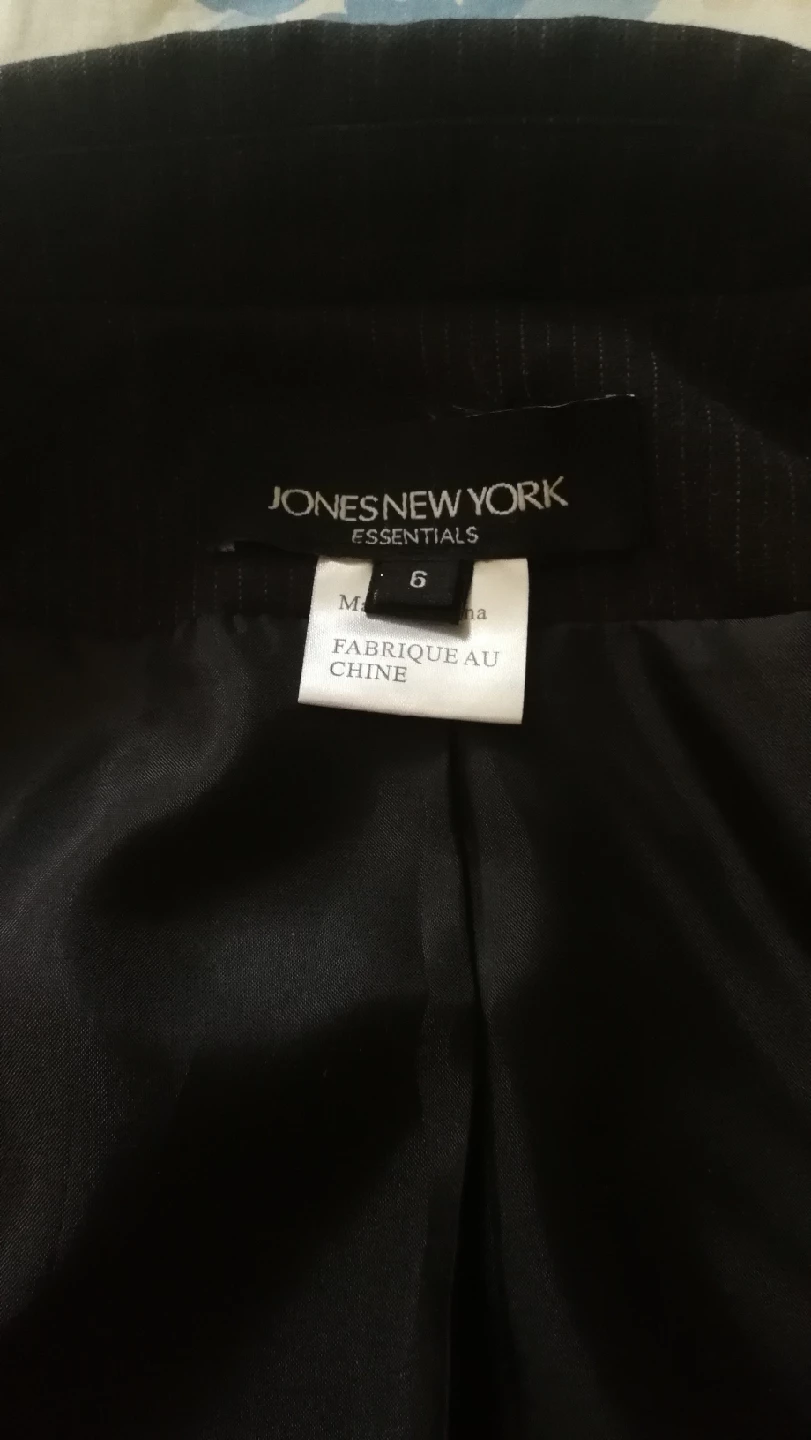 JONES NEW YORK
ESSENTIALS
6
FABRIQUE AU
CHINE